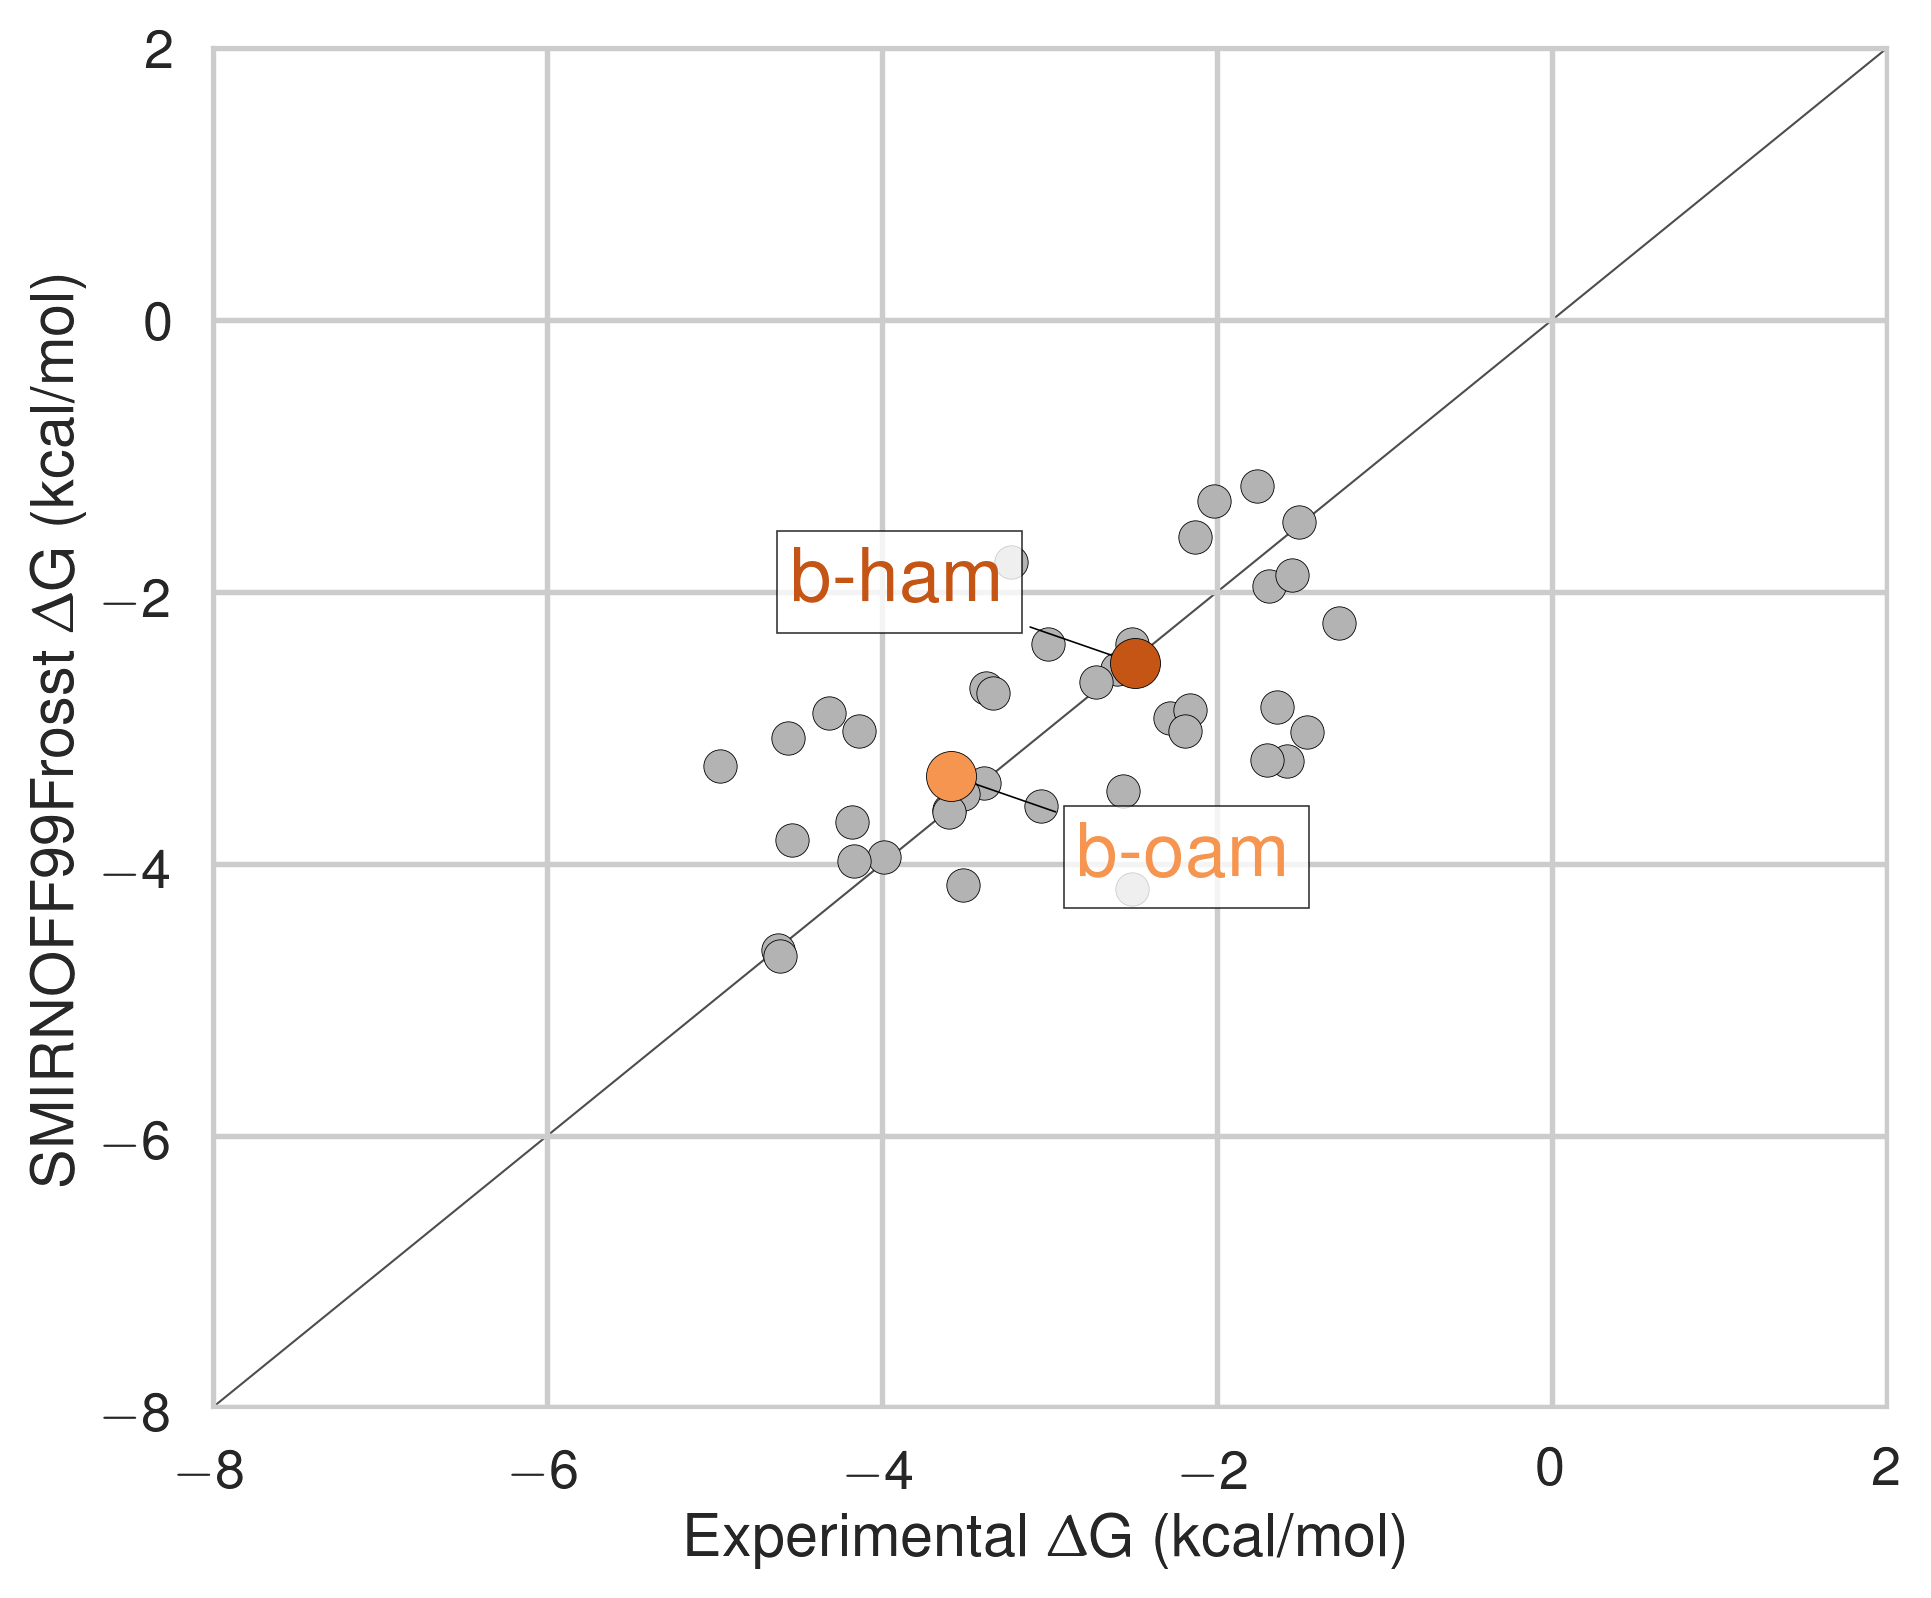 2
0
−2
−4
−6
−8
SMIRNOFF99Frosst ΔG (kcal/mol)
b-ham
b-oam
−8 −6 −4 −2 0 2
Experimental ΔG (kcal/mol)